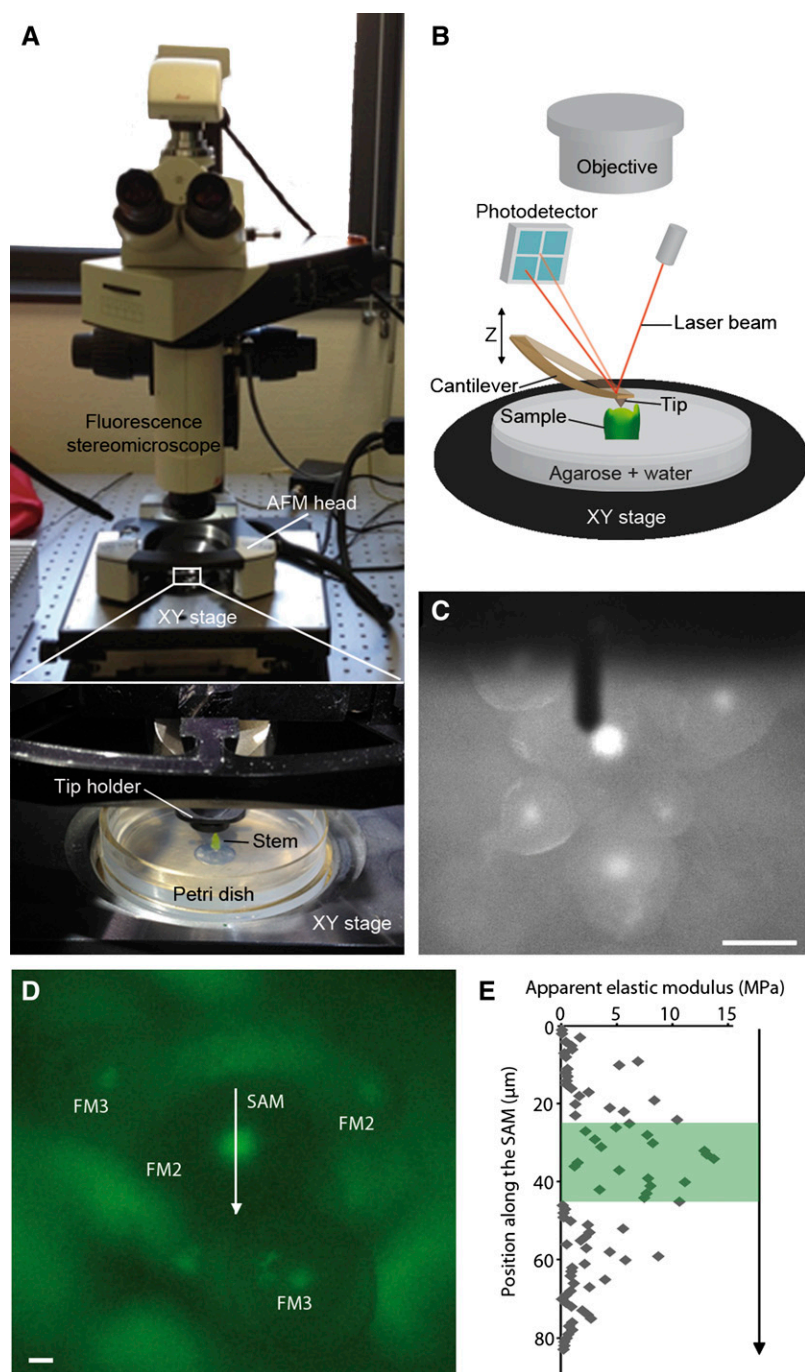 A
Fluorescence
stereomicroscope
AFM head
XY stage
Tip holder
Stem
Petri dish
XY stage
B
Objective
Photodetector
Laser beam
Z
Cantilever
Tip
Sample
Agarose + water
XY stage
C
D
SAM
FM3
FM2
FM2
FM3
E
Apparent elastic modulus (MPa)
0 5 10 15
0
20
40
60
80
Position along the SAM (µm)